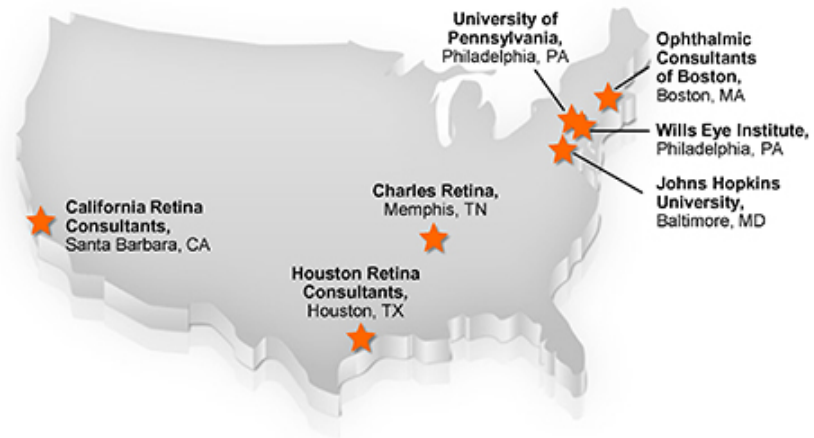 University of
Pennsylvania,
Philadelphia, PA
Ophthalmic
Consultants
of Boston,
Boston, MA
Wills Eye Institute,
Philadelphia, PA
Johns Hopkins
University,
Baltimore, MD
Charles Retina,
Memphis, TN
California Retina
Consultants,
Santa Barbara, CA
Houston Retina
Consultants,
Houston, TX